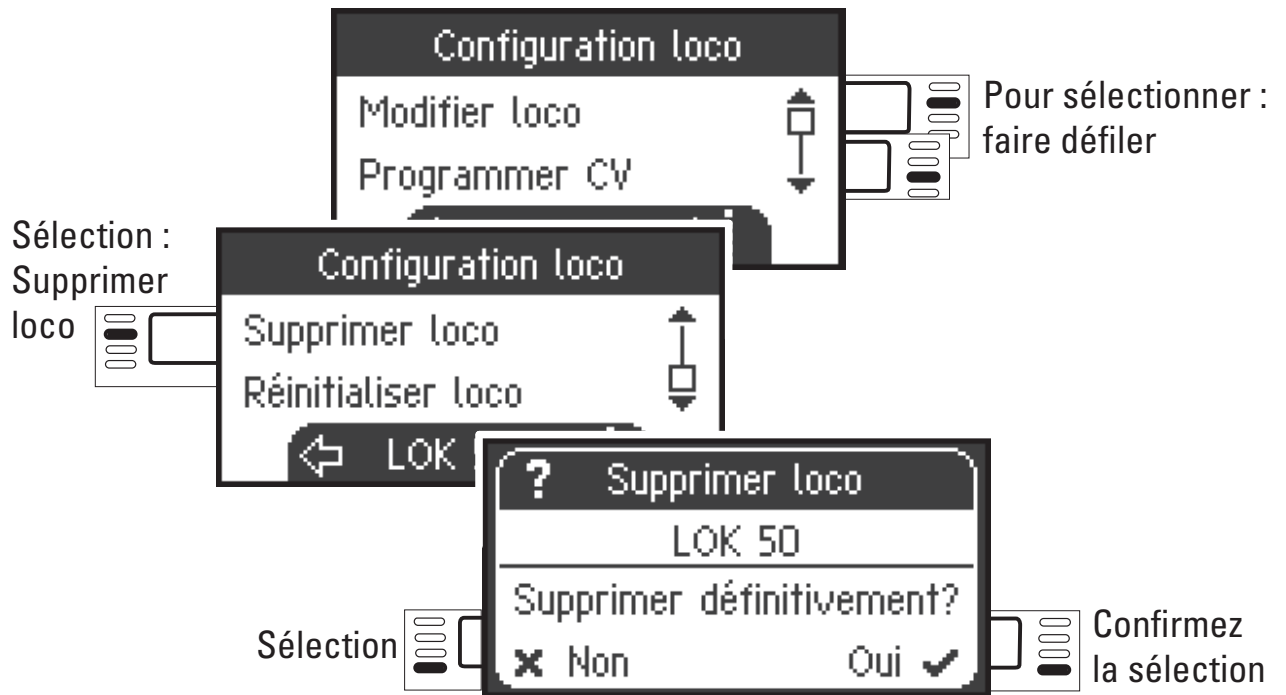 Configuration loco
Modifier loco
Programmer CV
Pour sélectionner :
faire défiler
Sélection :
Supprimer
loco
Configuration loco
Supprimer loco
Réinitialiser loco
LOK
? Supprimer loco
LOK 50
Supprimer définitivement?
Non
Oui
Sélection
Confirmez
la sélection